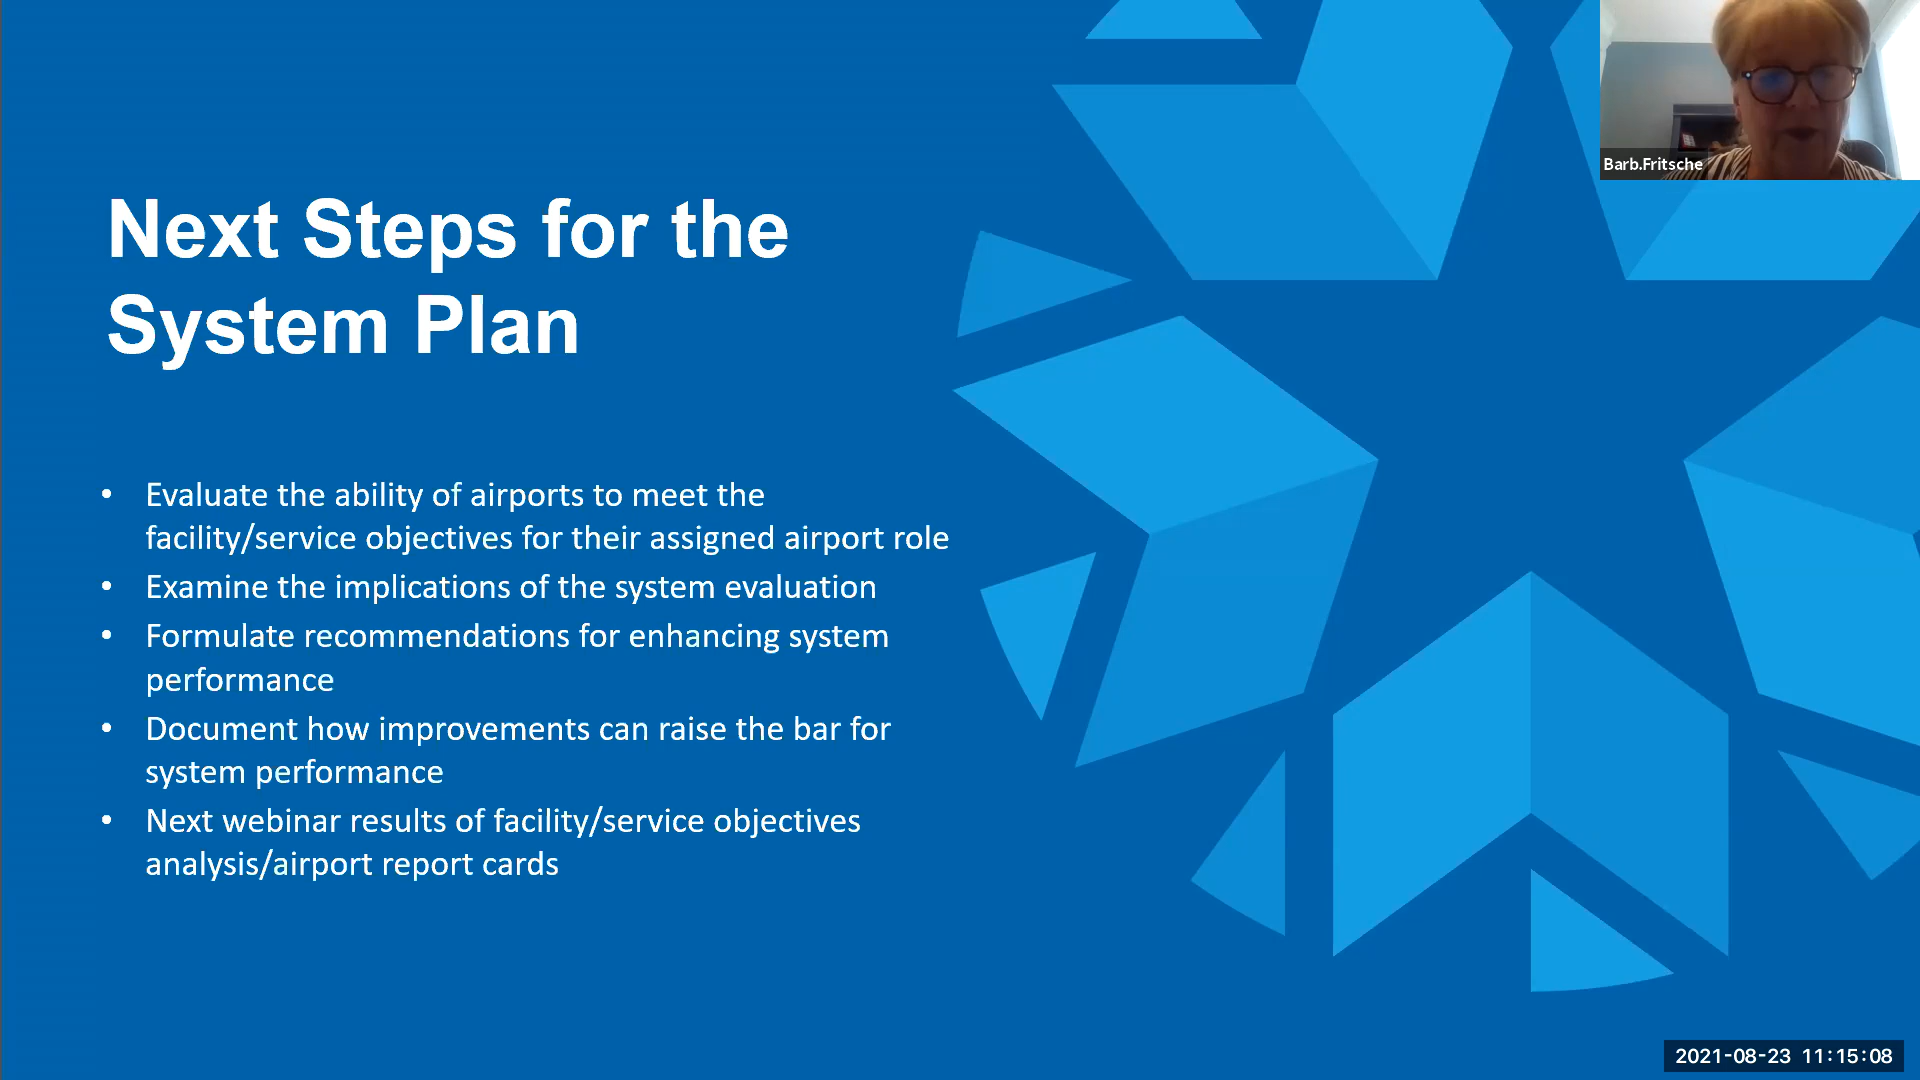 Barb.Fritsche
Next Steps for the
System Plan
• Evaluate the ability of airports to meet the
facility/service objectives for their assigned airport role
• Examine the implications of the system evaluation
• Formulate recommendations for enhancing system
performance
• Document how improvements can raise the bar for
system performance
• Next webinar results of facility/service objectives
analysis/airport report cards
2021-08-23 11:15:08